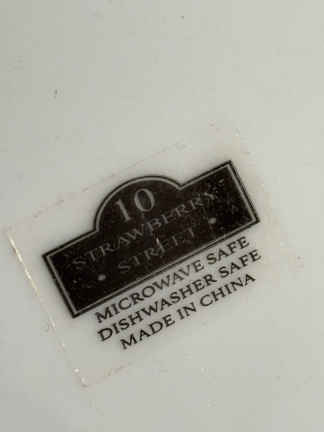 10
STRAWBERRY
STREET
MICROWAVE SAFE
DISHWASHER SAFE
MADE IN CHINA